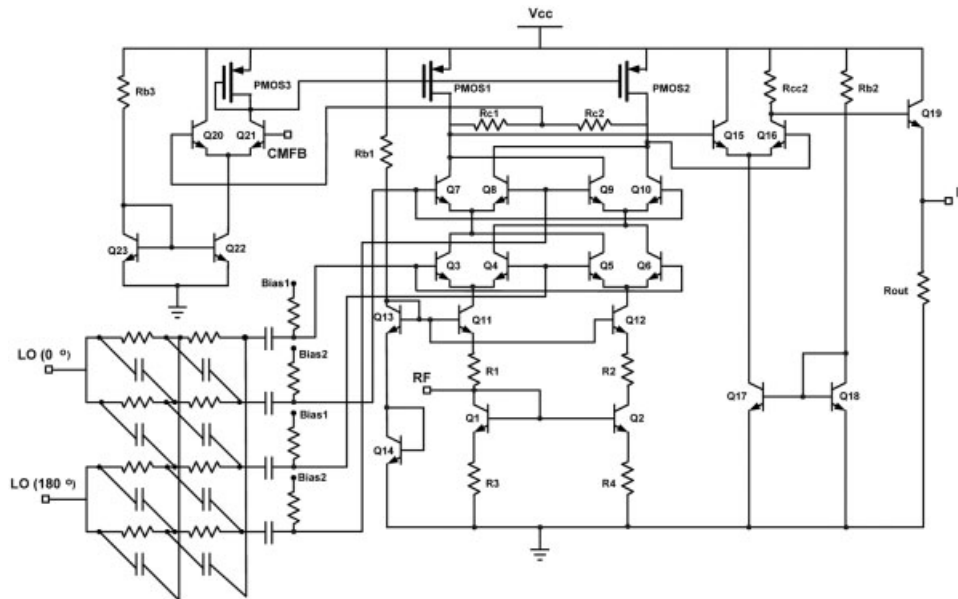 Vcc
Rb3
PMOS3
PMOS1
PMOS2
Rcc2
Rb2
Q19
Q20
Q21
CMFB
Rb1
Rc1
Rc2
Q15
Q16
Q7
Q8
Q9
Q10
Q23
Q22
Q3
Q4
Q5
Q6
Bias1
Q13
Q11
Q12
Rout
LO (0 °)
Bias2
RF
R1
R2
Bias1
Q1
Q2
Q17
Q18
Q14
Bias2
LO (180 °)
R3
R4